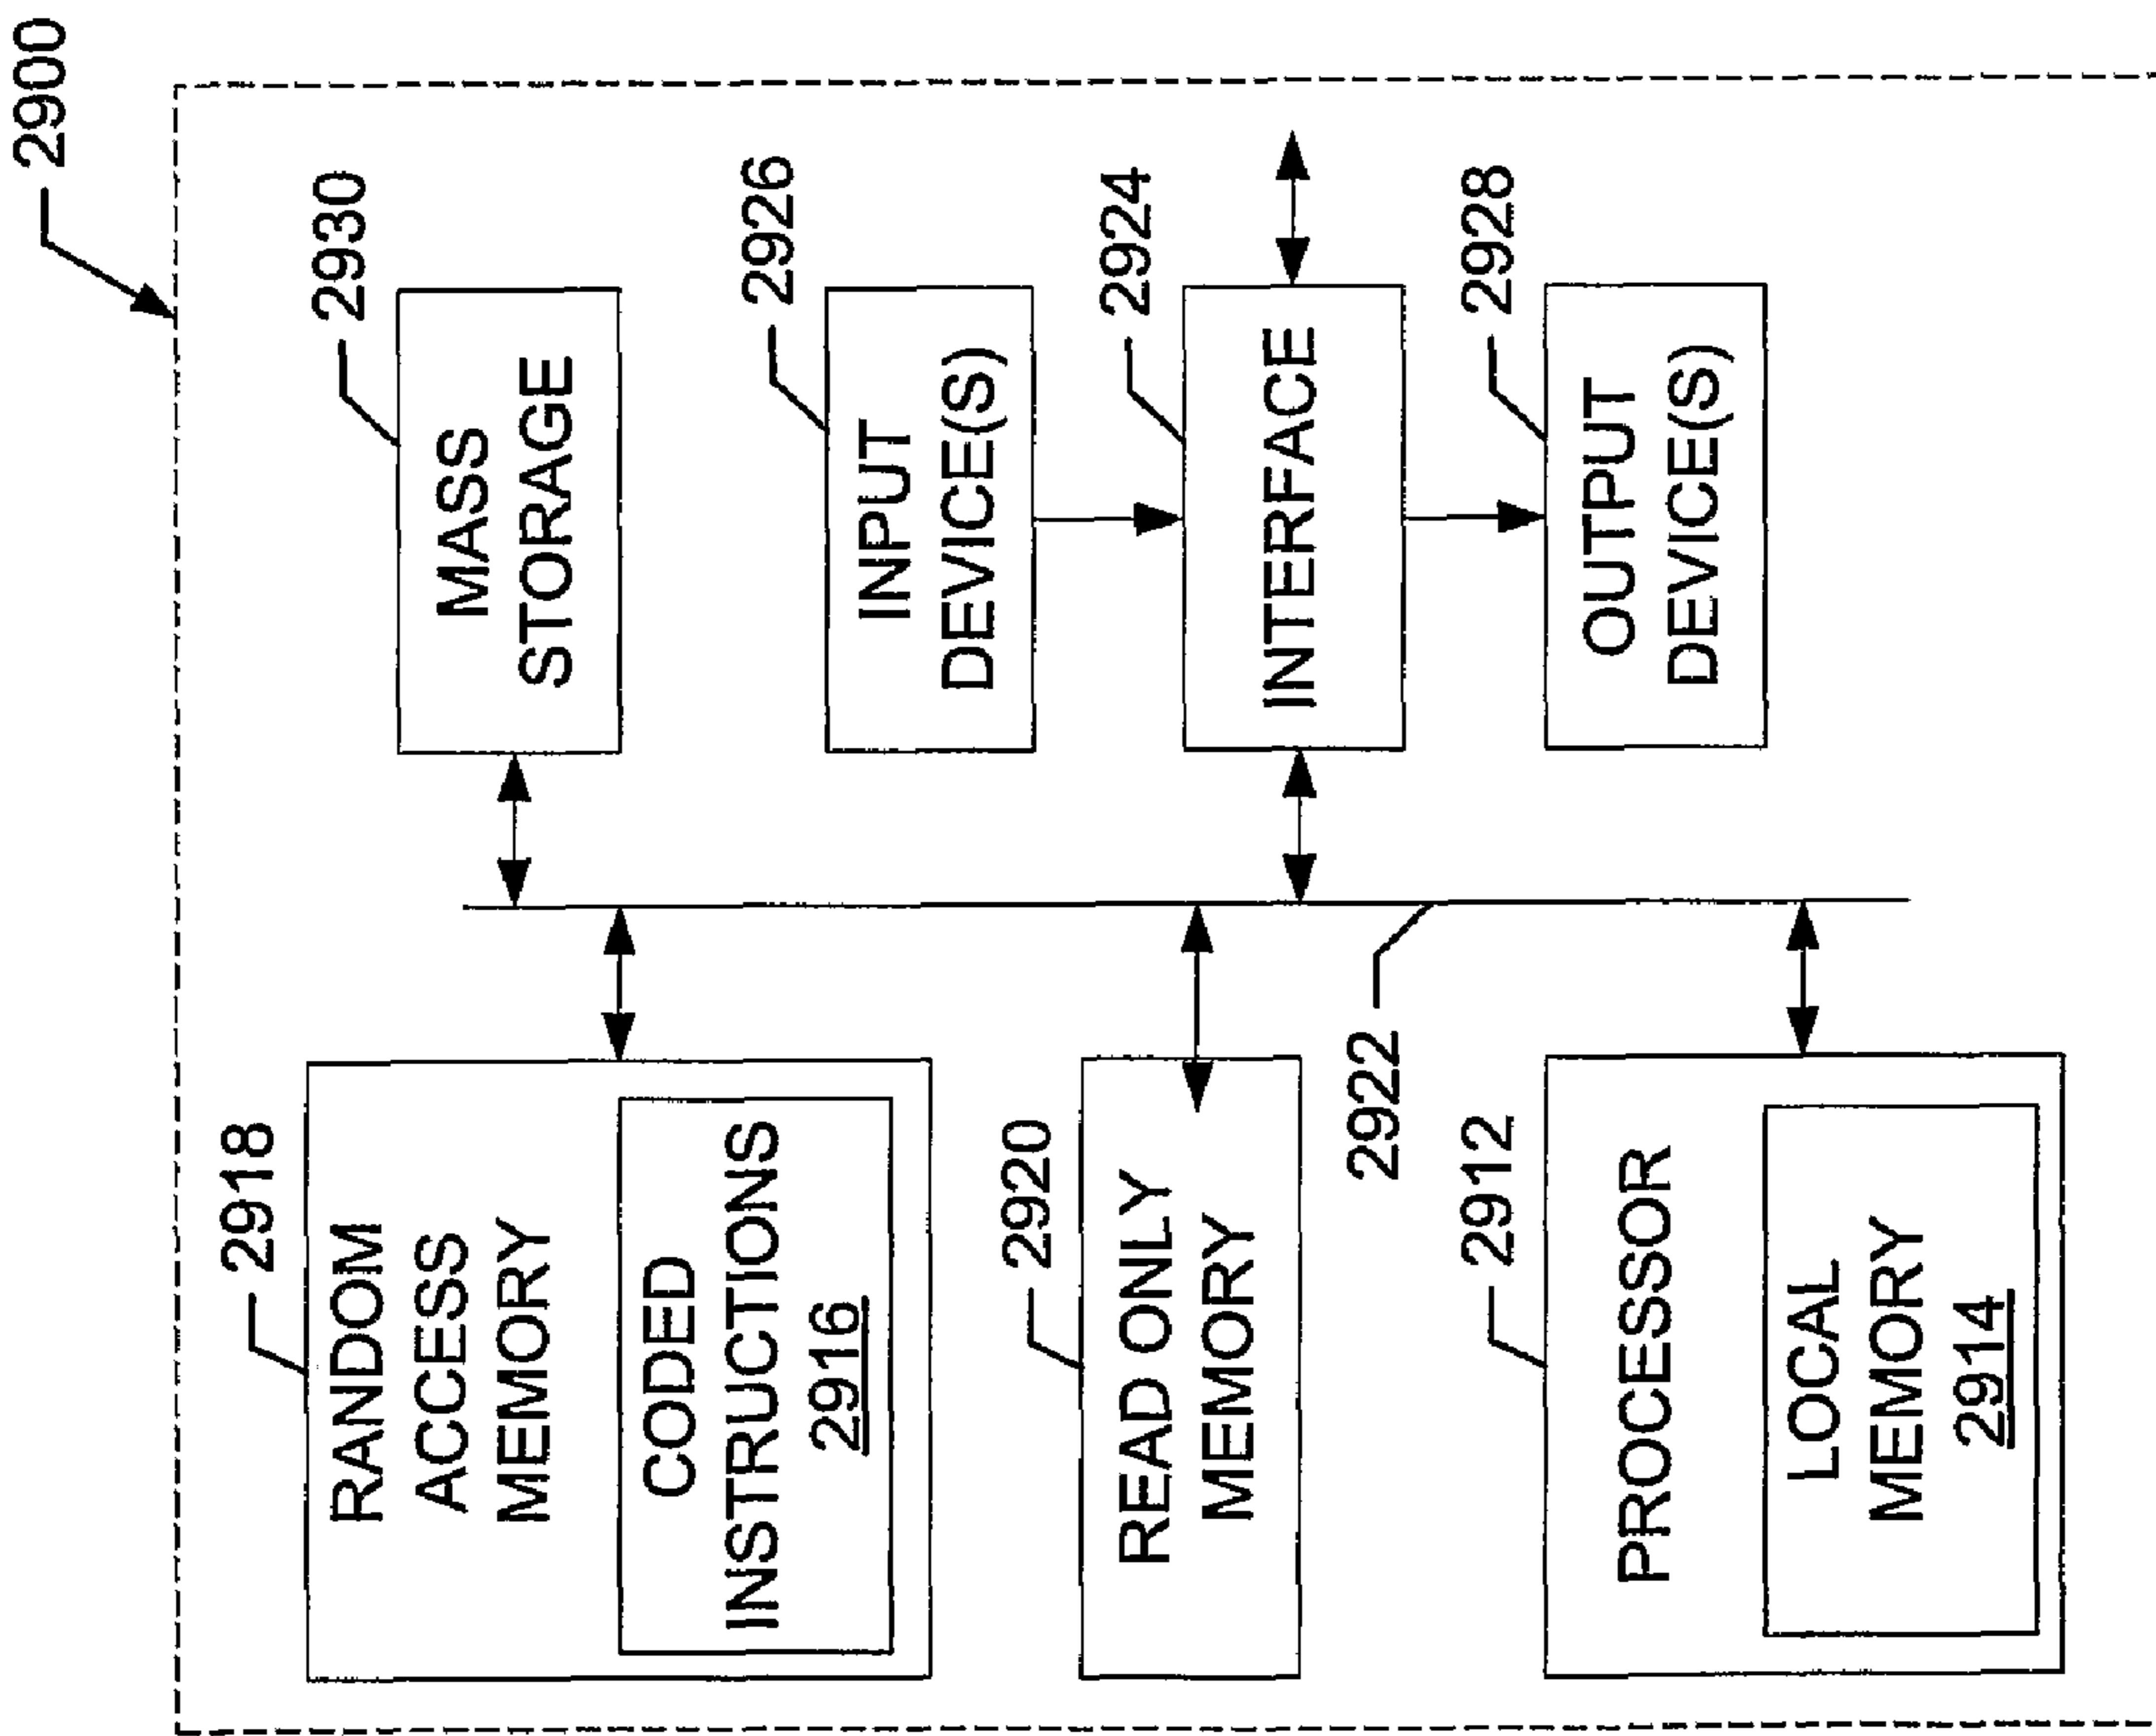 2900
2918
RANDOM
ACCESS
MEMORY
CODED
INSTRUCTIONS
2916
2920
READ ONLY
MEMORY
2912
PROCESSOR
LOCAL
MEMORY
2914
2922
2930
MASS
STORAGE
2926
INPUT
DEVICE(S)
2924
INTERFACE
2928
OUTPUT
DEVICE(S)